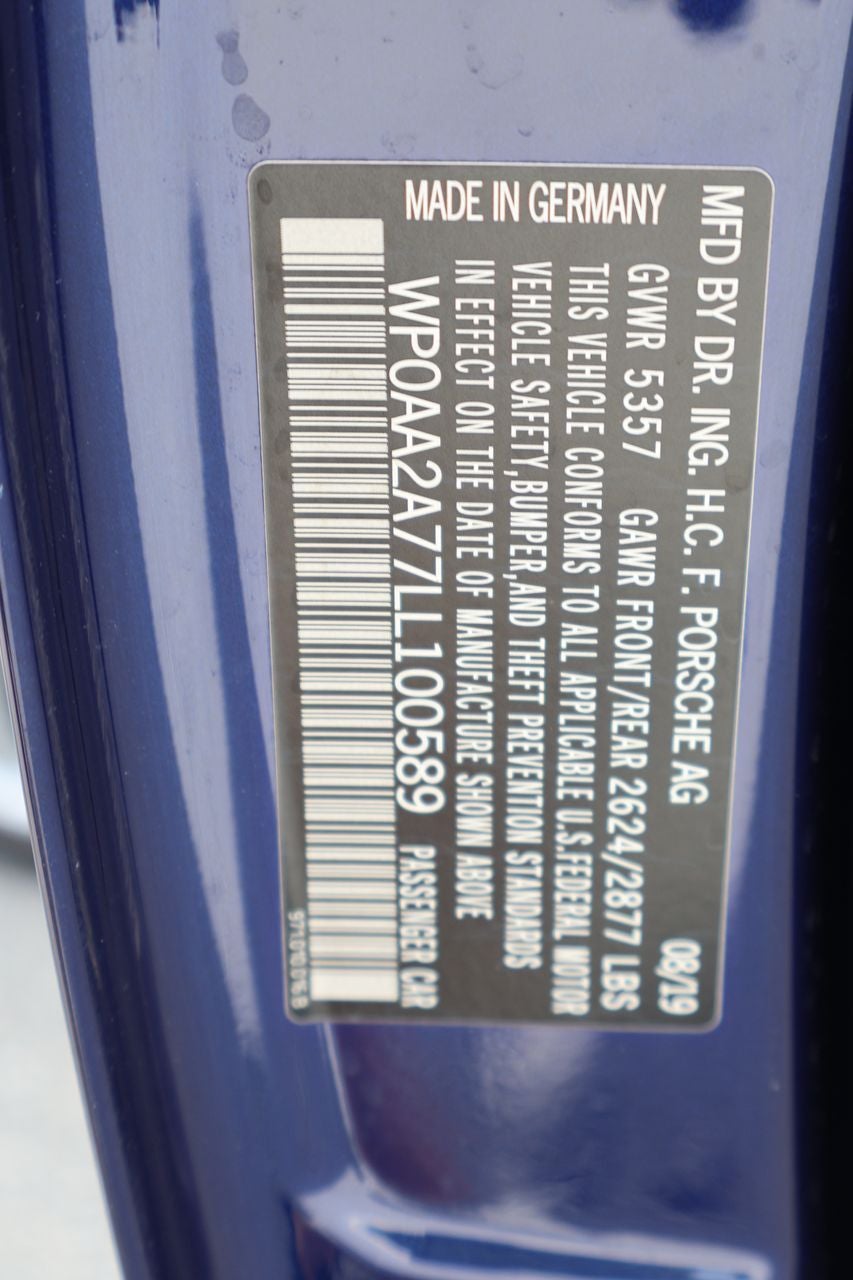 MFD BY DR. ING. H.C. F. PORSCHE AG 08/19
GVWR 5357 GAWR FRONT/REAR 2624/2877 LBS
THIS VEHICLE CONFORMS TO ALL APPLICABLE U.S.FEDERAL MOTOR
VEHICLE SAFETY,BUMPER,AND THEFT PREVENTION STANDARDS
IN EFFECT ON THE DATE OF MANUFACTURE SHOWN ABOVE
MADE IN GERMANY
WP0AA2A77LL100589 PASSENGER CAR